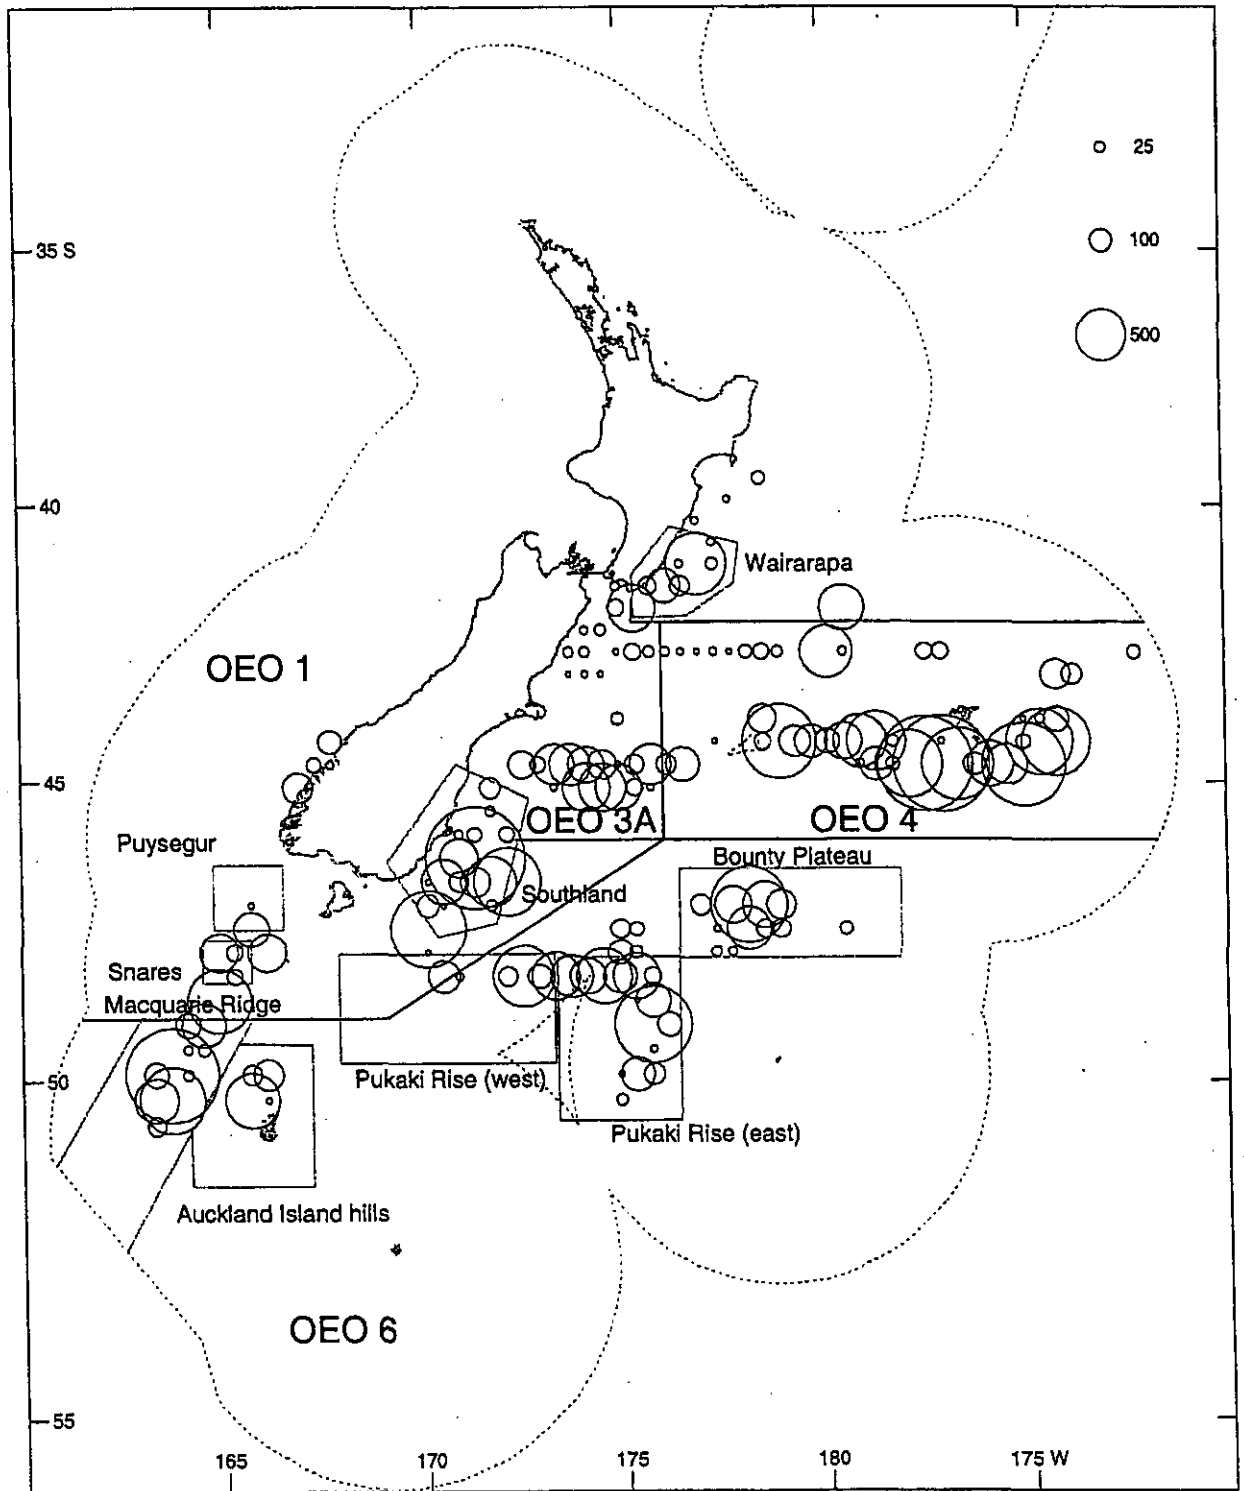 25
100
35 S
500
40
Wairarapa
OEO 1
45
OEO 3A
OEO 4
Puysegur
Bounty Plateau
Southland
Snares
Macquarie Ridge
50
Pukaki Rise (west)
Pukaki Rise (east)
Auckland Island hills
OEO 6
55
165
170
175
180
175 W